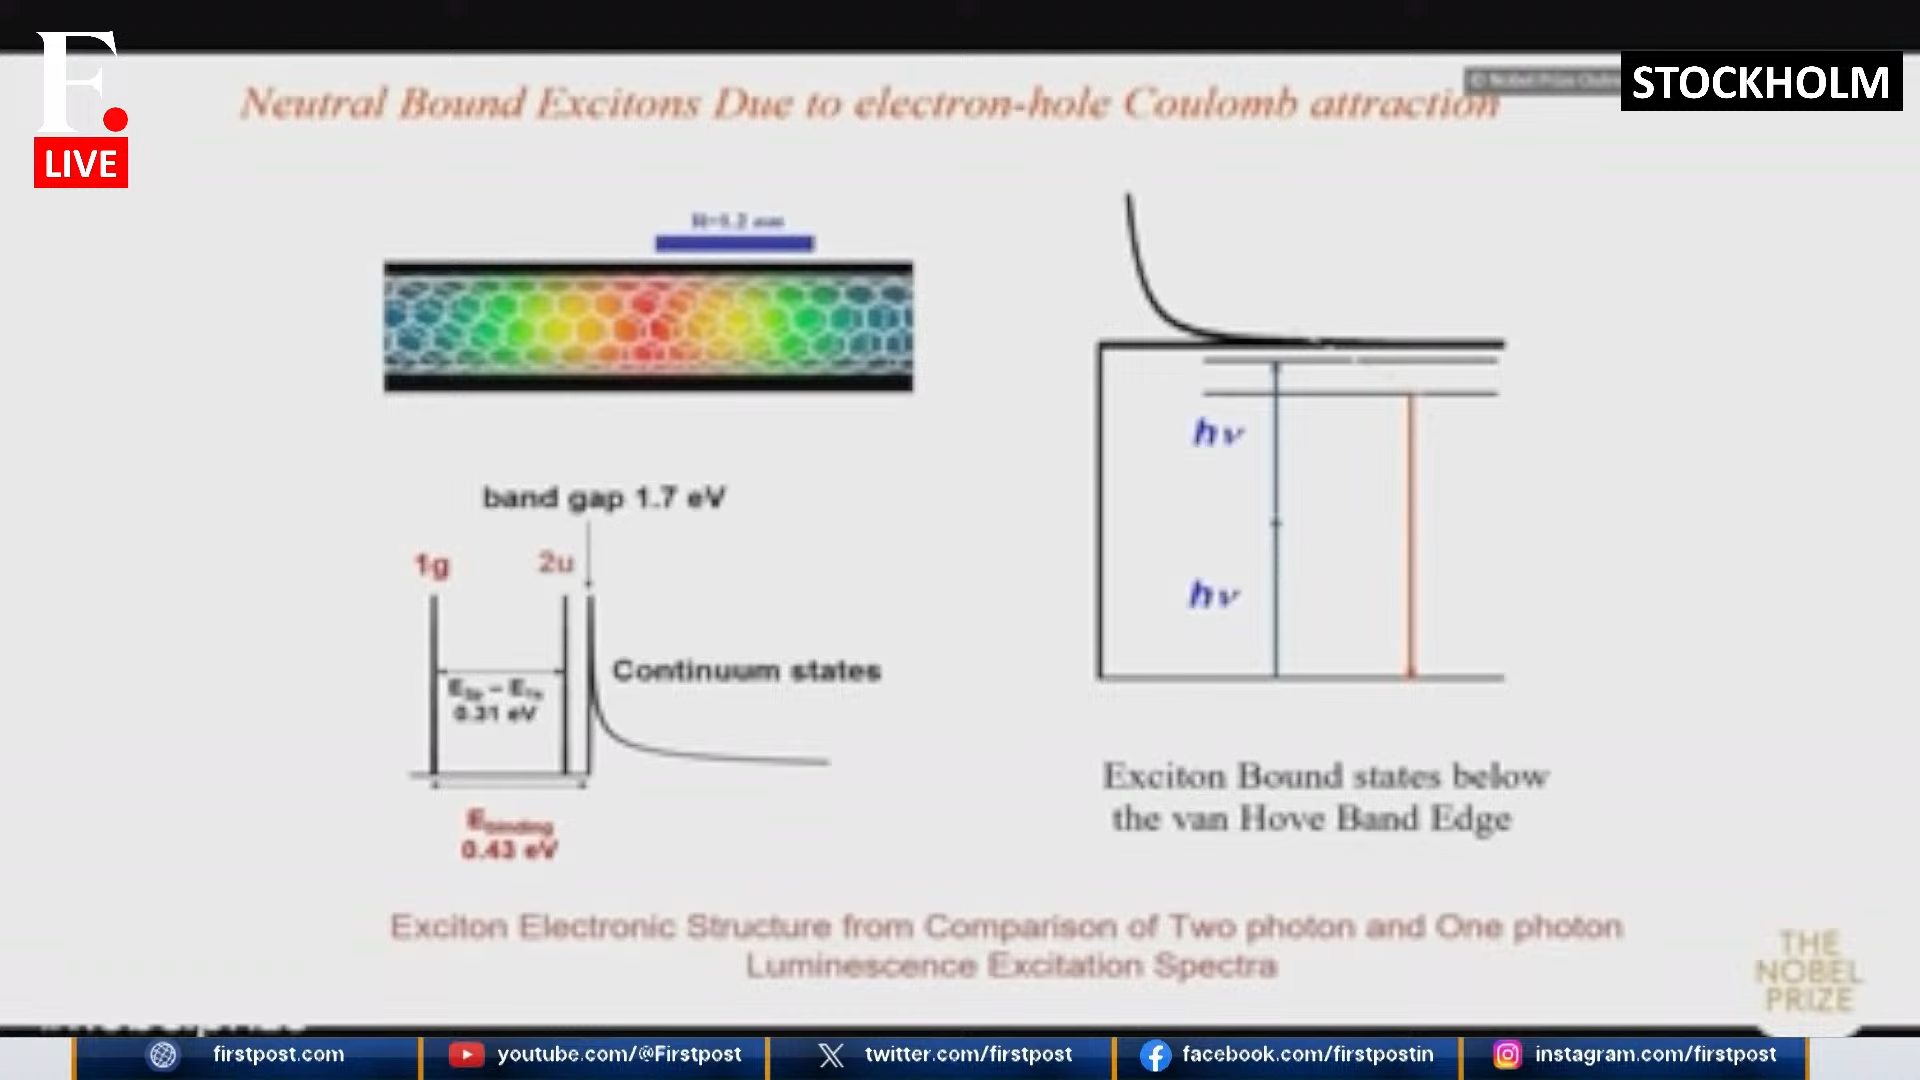 STOCKHOLM
LIVE
Neutral Bound Excitons Due to electron-hole Coulomb attraction
band gap 1.7 eV
1g
2u
Continuum states
0.31 eV
E binding
0.43 eV
hν
hν
Exciton Bound states below
the van Hove Band Edge
Exciton Electronic Structure from Comparison of Two photon and One photon
Luminescence Excitation Spectra
THE
NOBEL
PRIZE
firstpost.com
youtube.com/@Firstpost
twitter.com/firstpost
facebook.com/firstpostin
instagram.com/firstpost